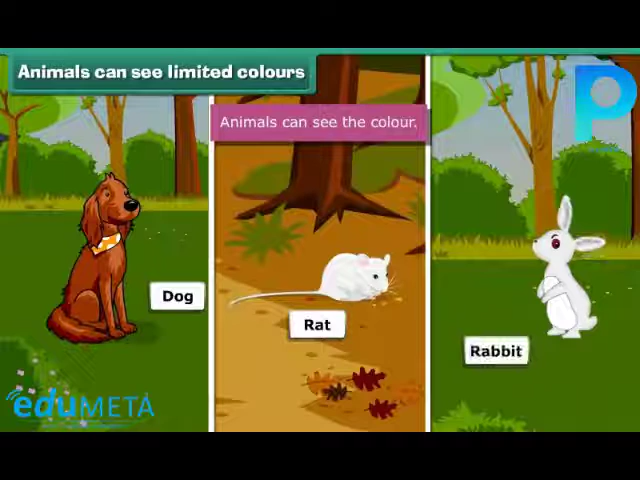 Animals can see limited colours
P
Animals can see the colour.
Dog
Rat
Rabbit
eduMETA